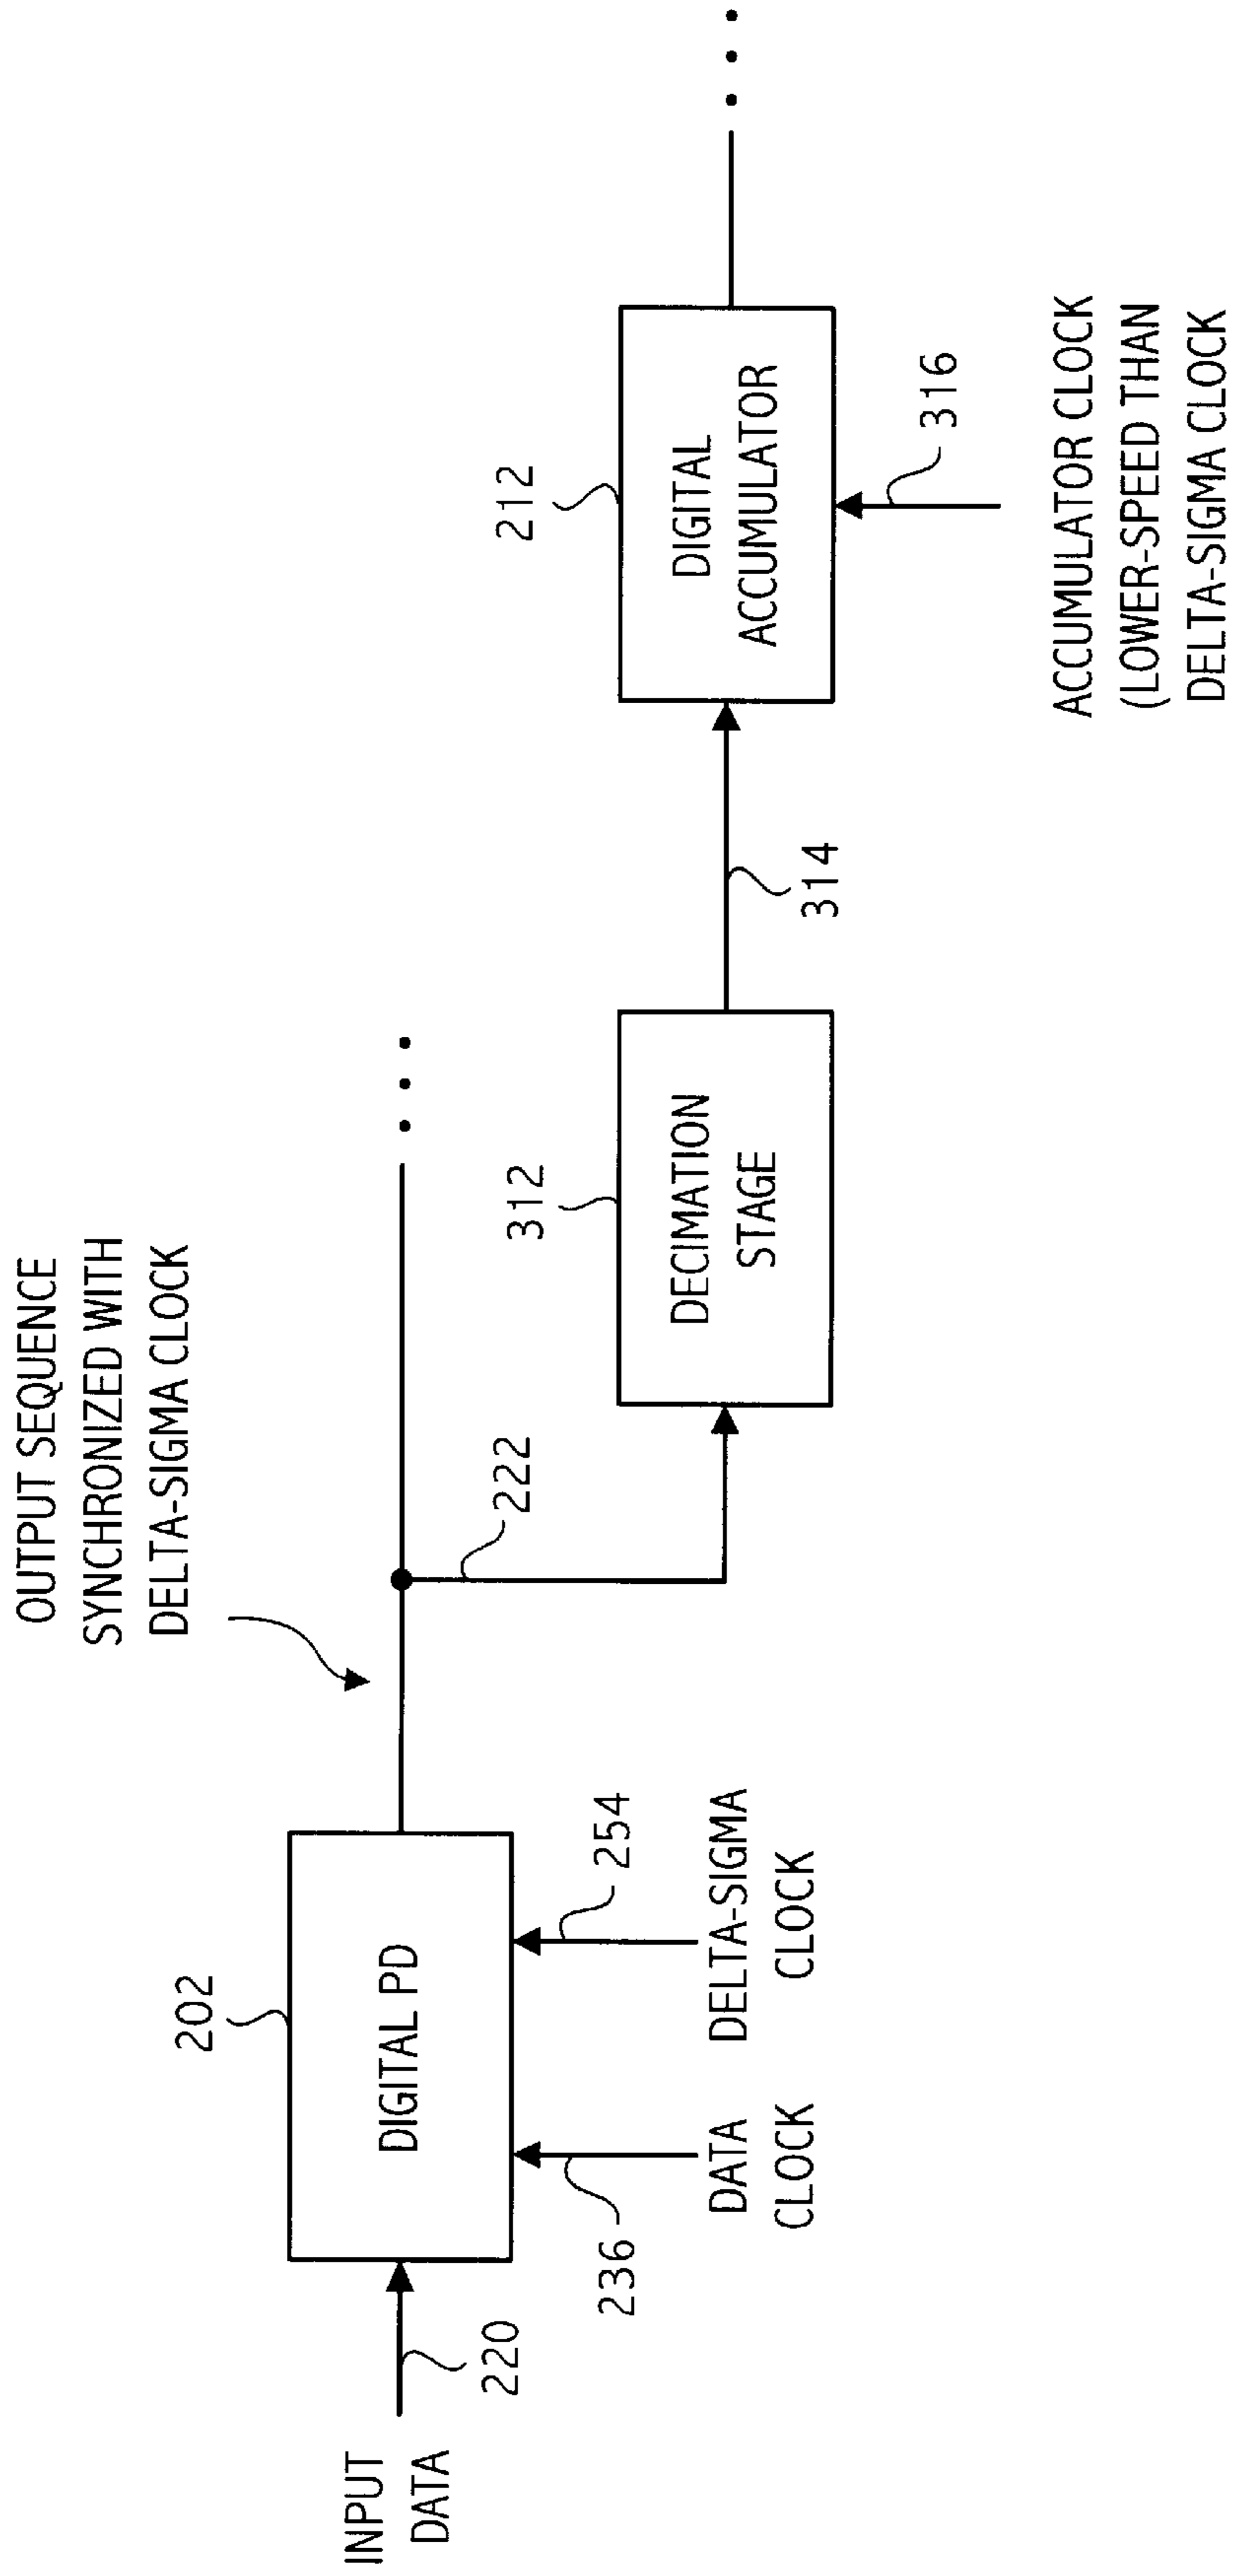 OUTPUT SEQUENCE
SYNCHRONIZED WITH
DELTA-SIGMA CLOCK
INPUT
DATA
220
202
DIGITAL PD
236
DATA
CLOCK
254
DELTA-SIGMA
CLOCK
222
312
DECIMATION
STAGE
314
212
DIGITAL
ACCUMULATOR
316
ACCUMULATOR CLOCK
(LOWER-SPEED THAN
DELTA-SIGMA CLOCK